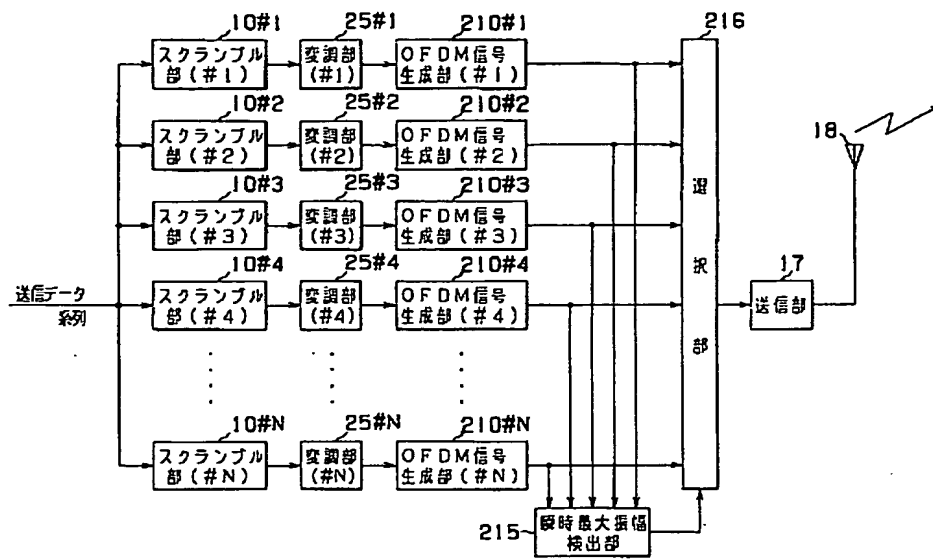 10#1 25#1 210#1 216
スクランブル 変調部 OFDM信号
部(#1) (#1) 生成部(#1)
10#2 25#2 210#2
スクランブル 変調部 OFDM信号
部(#2) (#2) 生成部(#2)
18
10#3 25#3 210#3
スクランブル 変調部 OFDM信号
部(#3) (#3) 生成部(#3)
選択部
10#4 25#4 210#4
17
送信データ
系列
スクランブル 変調部 OFDM信号
部(#4) (#4) 生成部(#4)
送信部
10#N 25#N 210#N
スクランブル 変調部 OFDM信号
部(#N) (#N) 生成部(#N)
215
瞬時最大振幅
検出部